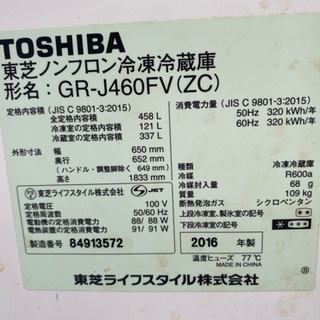 TOSHIBA
東芝ノンフロン冷凍冷蔵庫
形名: GR-J460FV(ZC)
定格内容積 (JIS C 9801-3:2015)
全定格内容積 458 L
冷凍室の定格内容積 121 L
冷蔵室の定格内容積 337 L
外形寸法 幅 650 mm
奥行 652 mm
(ハンドル・調整脚除く 649 mm)
高さ 1833 mm
東芝ライフスタイル株式会社 JET
定格電圧 100 V
定格周波数 50/60 Hz
電動機の定格消費電力 88/ 88 W
電熱装置の定格消費電力 91/ 91 W
製造番号 84913572
消費電力量 (JIS C 9801-3:2015)
50Hz 320 kWh/年
60Hz 320 kWh/年
種類 冷凍冷蔵庫
冷媒 R600a
冷媒封入量 68 g
質量 109 kg
断熱発泡ガス シクロペンタン
上段冷凍室、製氷室の記号
下段冷凍室の記号
2016 年製
温度ヒューズ 77℃
MADE IN CHINA
東芝ライフスタイル株式会社